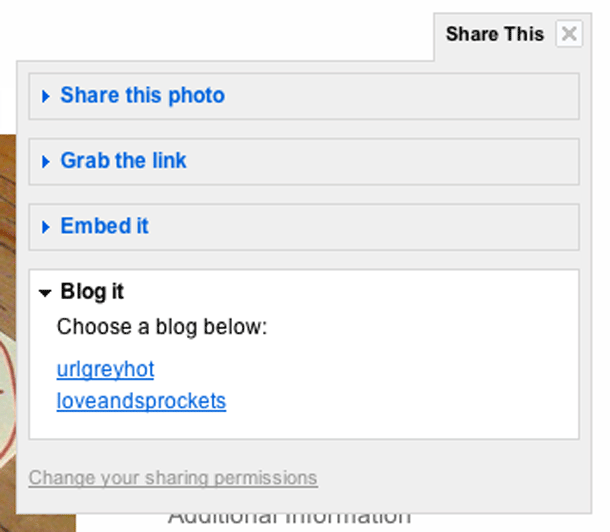 Share This
Share this photo
Grab the link
Embed it
Blog it
Choose a blog below:
urlgreyhot
loveandsprockets
Change your sharing permissions
Additional Information